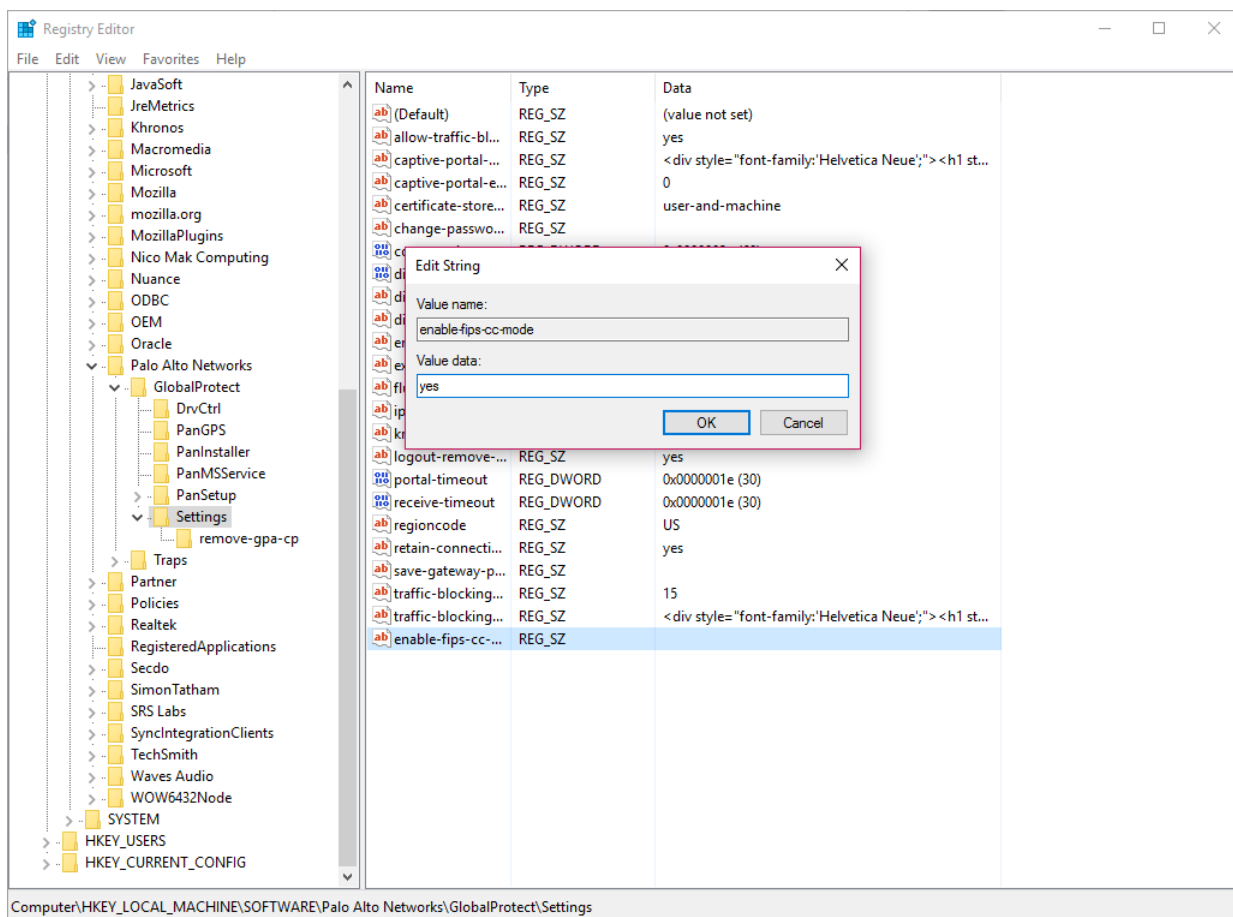 Registry Editor
File Edit View Favorites Help
JavaSoft
JreMetrics
Khronos
Macromedia
Microsoft
Mozilla
mozilla.org
MozillaPlugins
Nico Mak Computing
Nuance
ODBC
OEM
Oracle
Palo Alto Networks
GlobalProtect
DrvCtrl
PanGPS
PanInstaller
PanMSService
PanSetup
Settings
remove-gpa-cp
Traps
Partner
Policies
Realtek
RegisteredApplications
Secdo
SimonTatham
SRS Labs
SyncIntegrationClients
TechSmith
Waves Audio
WOW6432Node
SYSTEM
HKEY_USERS
HKEY_CURRENT_CONFIG
Name Type Data
(Default) REG_SZ (value not set)
allow-traffic-bl... REG_SZ yes
captive-portal-... REG_SZ <div style="font-family:'Helvetica Neue';"><h1 st...
captive-portal-e... REG_SZ 0
certificate-store... REG_SZ user-and-machine
change-passwo... REG_SZ
Edit String
Value name:
enable-fips-cc-mode
Value data:
yes
OK Cancel
logout-remove-... REG_SZ yes
portal-timeout REG_DWORD 0x0000001e (30)
receive-timeout REG_DWORD 0x0000001e (30)
regioncode REG_SZ US
retain-connecti... REG_SZ yes
save-gateway-p... REG_SZ
traffic-blocking... REG_SZ 15
traffic-blocking... REG_SZ <div style="font-family:'Helvetica Neue';"><h1 st...
enable-fips-cc-... REG_SZ
Computer\HKEY_LOCAL_MACHINE\SOFTWARE\Palo Alto Networks\GlobalProtect\Settings